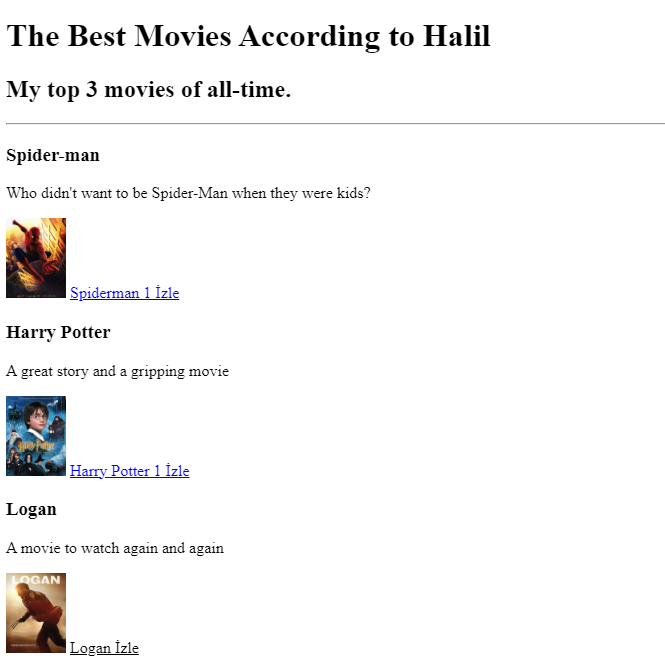 The Best Movies According to Halil
My top 3 movies of all-time.
Spider-man
Who didn't want to be Spider-Man when they were kids?
Spiderman 1 İzle
Harry Potter
A great story and a gripping movie
Harry Potter
Harry Potter 1 İzle
Logan
A movie to watch again and again
LOGAN
Logan İzle